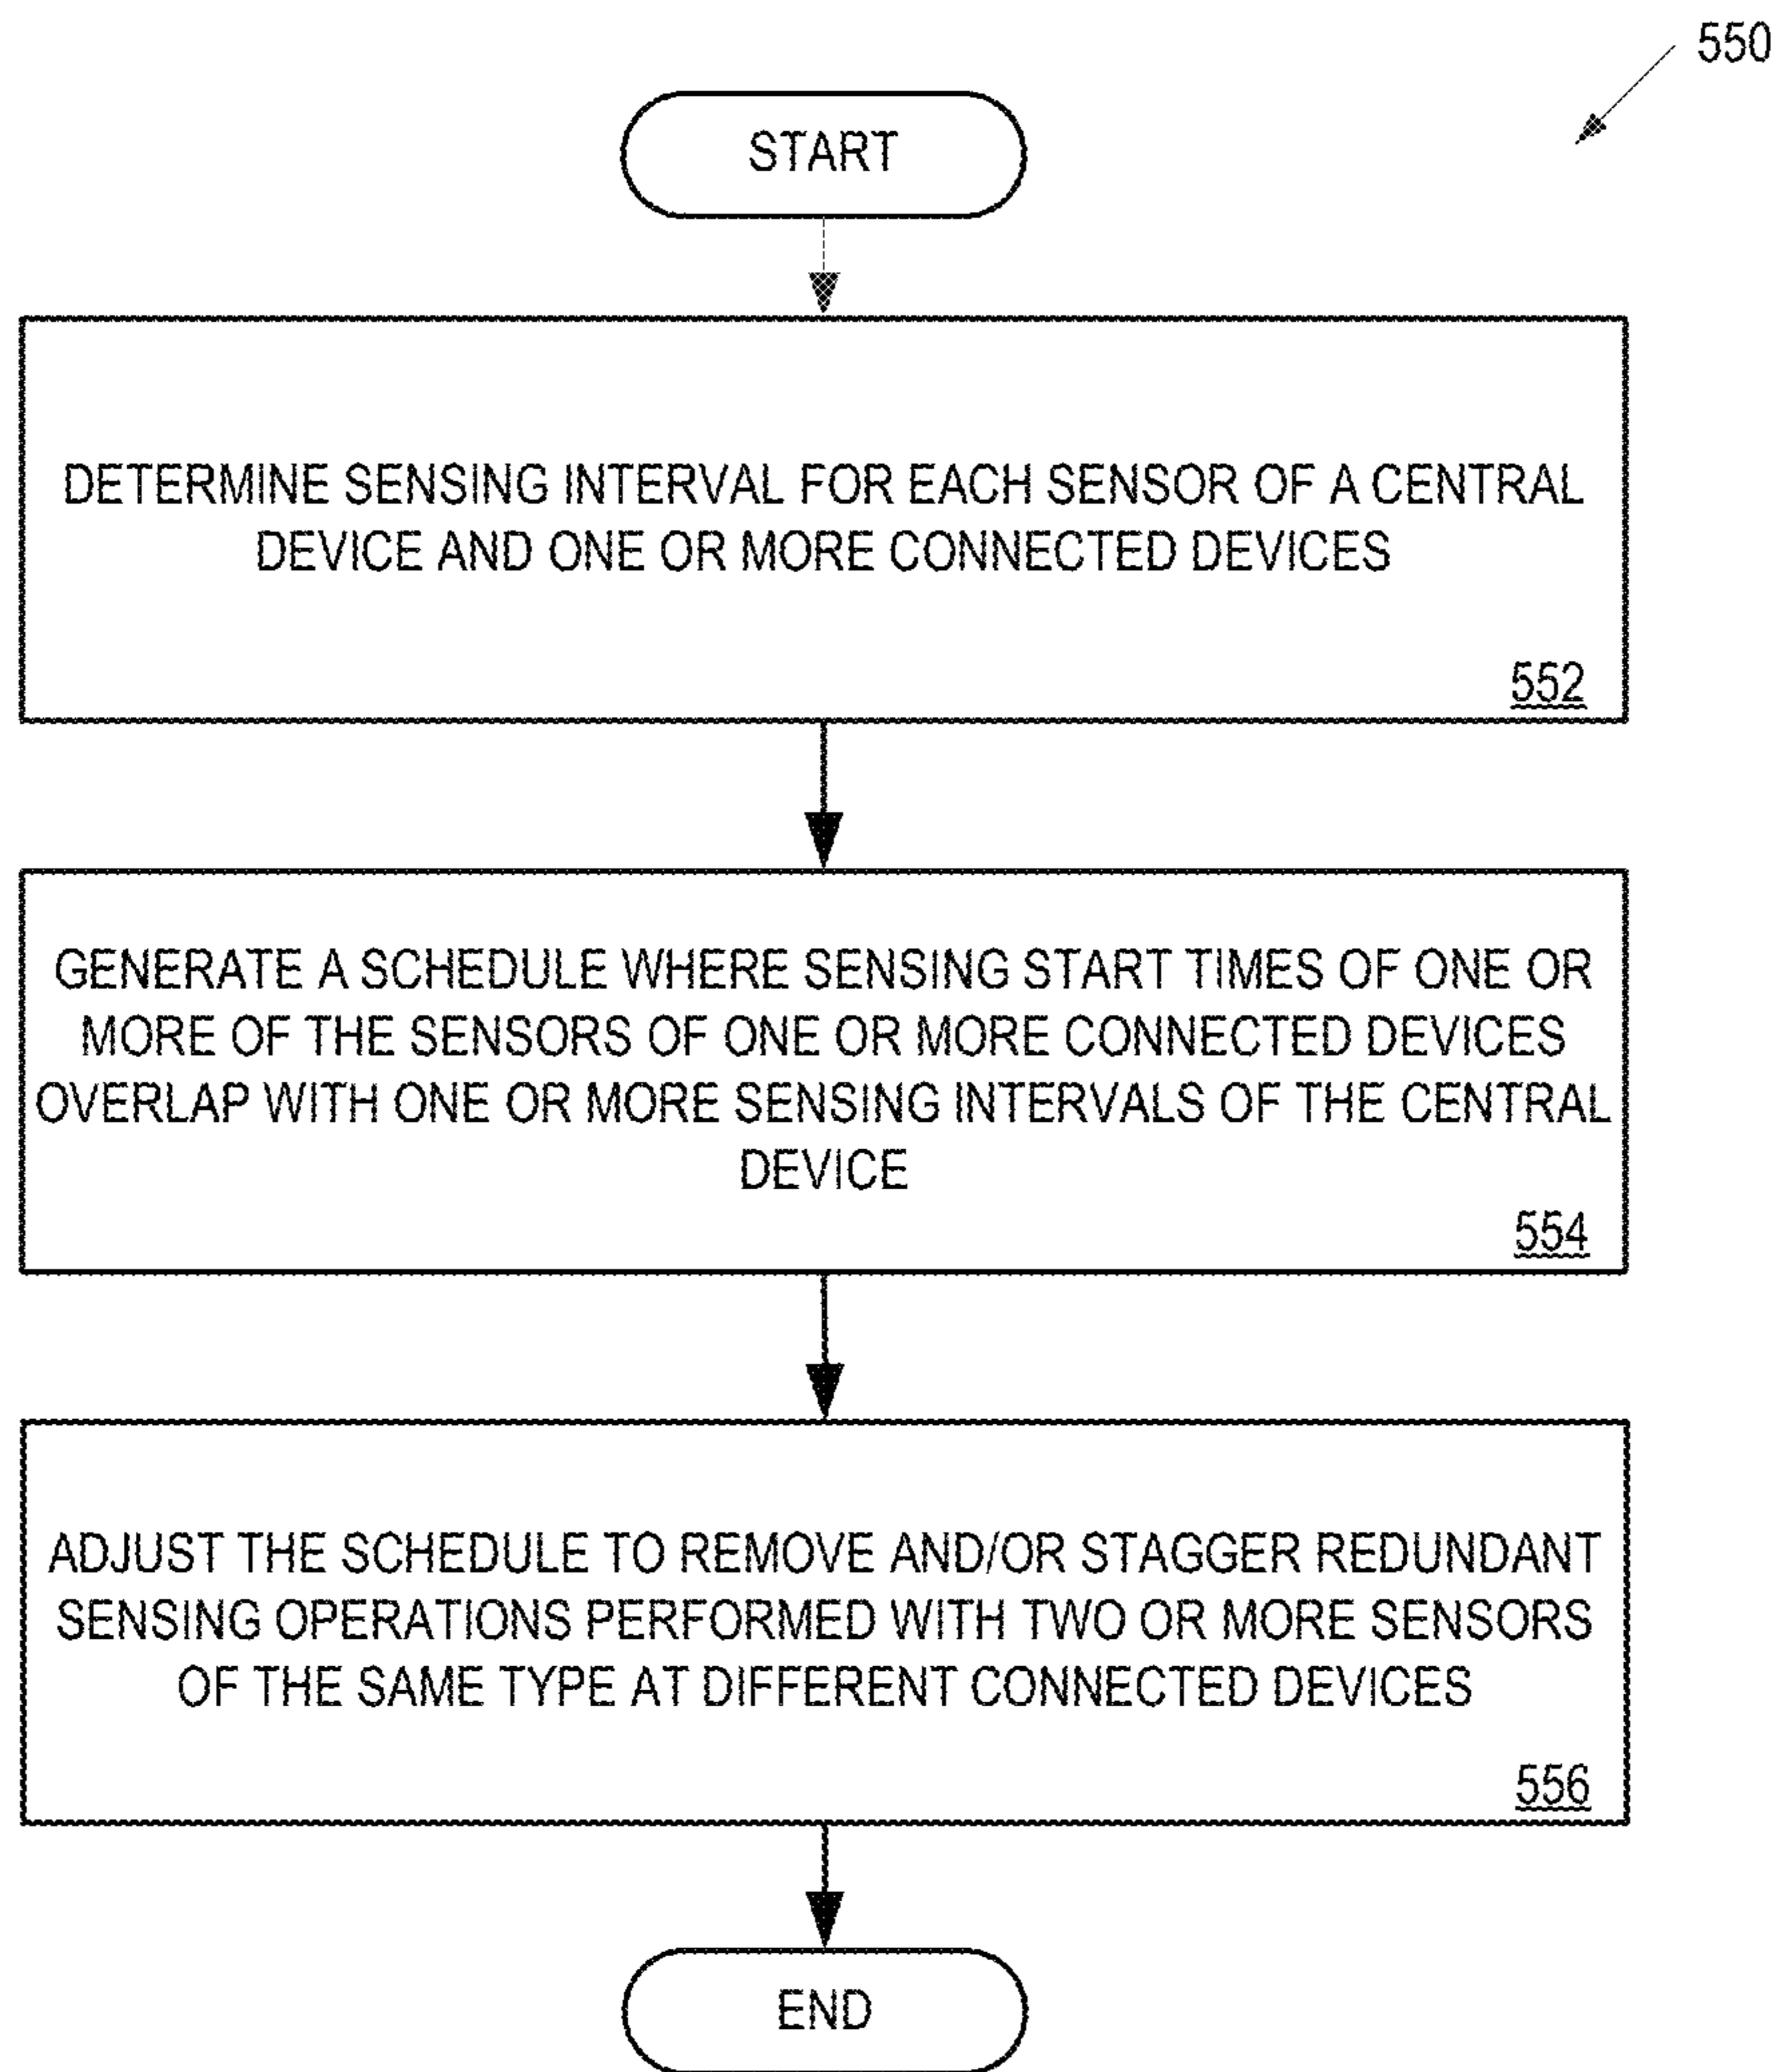 550
START
DETERMINE SENSING INTERVAL FOR EACH SENSOR OF A CENTRAL
DEVICE AND ONE OR MORE CONNECTED DEVICES
552
GENERATE A SCHEDULE WHERE SENSING START TIMES OF ONE OR
MORE OF THE SENSORS OF ONE OR MORE CONNECTED DEVICES
OVERLAP WITH ONE OR MORE SENSING INTERVALS OF THE CENTRAL
DEVICE
554
ADJUST THE SCHEDULE TO REMOVE AND/OR STAGGER REDUNDANT
SENSING OPERATIONS PERFORMED WITH TWO OR MORE SENSORS
OF THE SAME TYPE AT DIFFERENT CONNECTED DEVICES
556
END